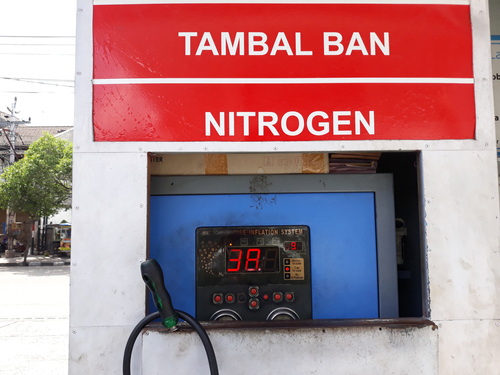 TAMBAL BAN
NITROGEN
INFLATION SYSTEM
38.